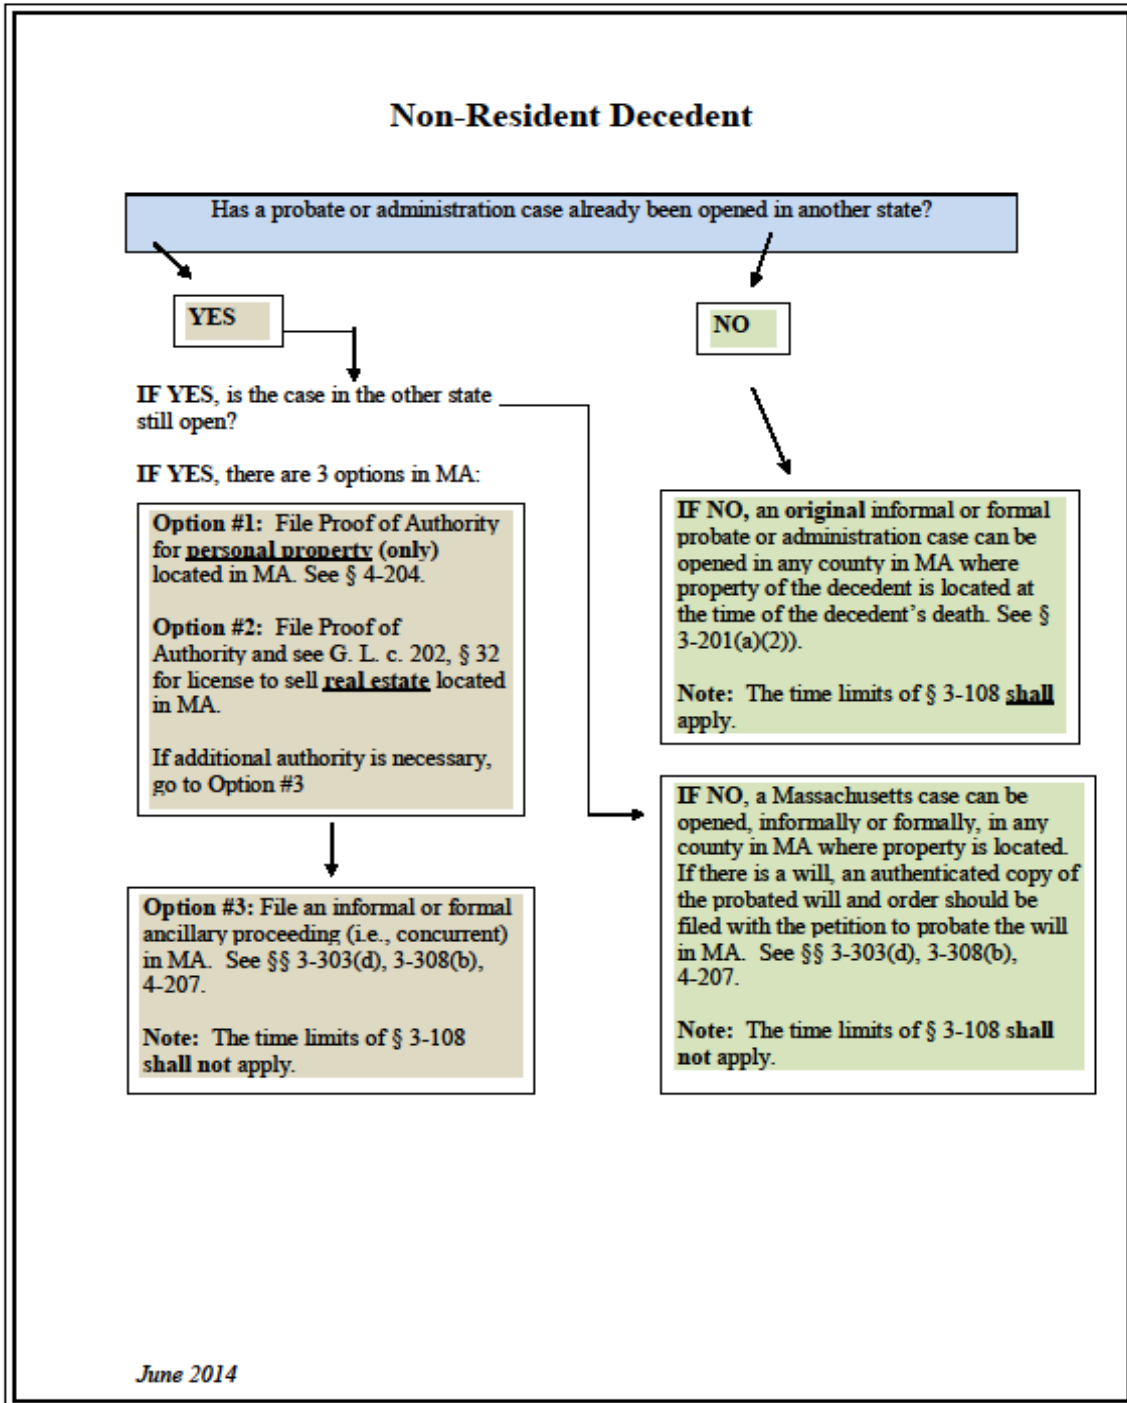 Non-Resident Decedent
Has a probate or administration case already been opened in another state?
YES
NO
IF YES, is the case in the other state
still open?
IF YES, there are 3 options in MA:
Option #1: File Proof of Authority
for personal property (only)
located in MA. See § 4-204.
Option #2: File Proof of
Authority and see G. L. c. 202, § 32
for license to sell real estate located
in MA.
If additional authority is necessary,
go to Option #3
Option #3: File an informal or formal
ancillary proceeding (i.e., concurrent)
in MA. See §§ 3-303(d), 3-308(b),
4-207.
Note: The time limits of § 3-108
shall not apply.
IF NO, an original informal or formal
probate or administration case can be
opened in any county in MA where
property of the decedent is located at
the time of the decedent’s death. See §
3-201(a)(2)).
Note: The time limits of § 3-108 shall
apply.
IF NO, a Massachusetts case can be
opened, informally or formally, in any
county in MA where property is located.
If there is a will, an authenticated copy of
the probated will and order should be
filed with the petition to probate the will
in MA. See §§ 3-303(d), 3-308(b),
4-207.
Note: The time limits of § 3-108 shall
not apply.
June 2014